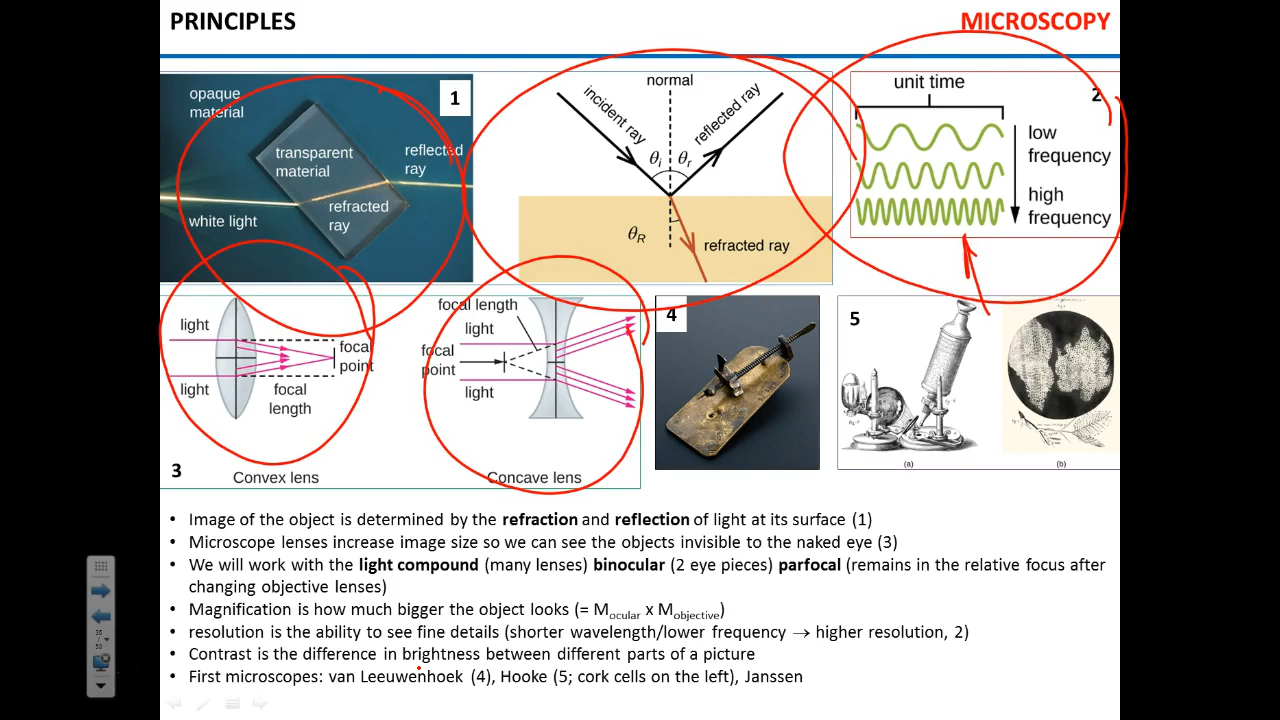 PRINCIPLES
MICROSCOPY
opaque
material
1
transparent
material
reflected
ray
white light
refracted
ray
normal
incident ray
reflected ray
θi
θr
θR
refracted ray
unit time
2
low
frequency
high
frequency
light
light
focal
point
focal
length
3
Convex lens
focal length
light
focal
point
light
Concave lens
4
5
(a)
(b)
• Image of the object is determined by the refraction and reflection of light at its surface (1)
• Microscope lenses increase image size so we can see the objects invisible to the naked eye (3)
• We will work with the light compound (many lenses) binocular (2 eye pieces) parfocal (remains in the relative focus after
changing objective lenses)
• Magnification is how much bigger the object looks (= Mocular x Mobjective)
• resolution is the ability to see fine details (shorter wavelength/lower frequency → higher resolution, 2)
• Contrast is the difference in brightness between different parts of a picture
• First microscopes: van Leeuwenhoek (4), Hooke (5; cork cells on the left), Janssen
35
/
53